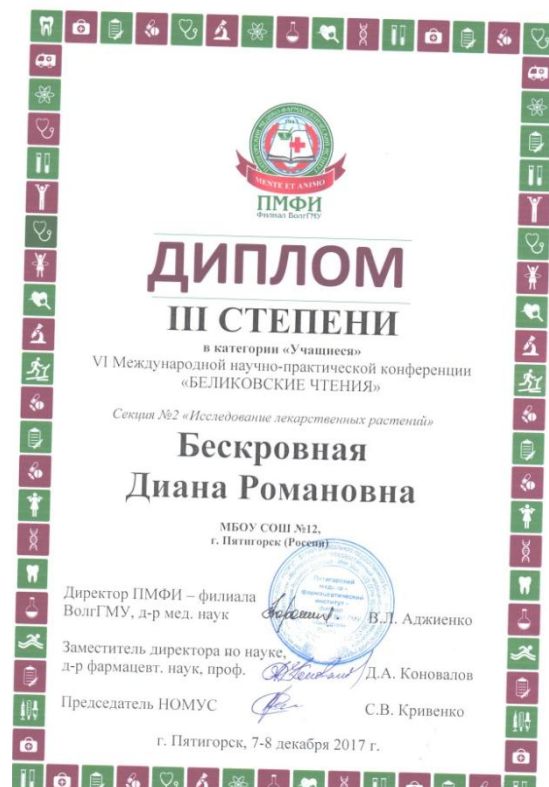 MENTE ET ANIMO
ПМФИ
Филиал ВолгГМУ
ДИПЛОМ
III СТЕПЕНИ
в категории «Учащиеся»
VI Международной научно-практической конференции
«БЕЛИКОВСКИЕ ЧТЕНИЯ»
Секция №2 «Исследование лекарственных растений»
Бескровная
Диана Романовна
МБОУ СОШ №12,
г. Пятигорск (Россия)
Директор ПМФИ – филиала
ВолгГМУ, д-р мед. наук В.Л. Аджиенко
Заместитель директора по науке,
д-р фармацевт. наук, проф. Д.А. Коновалов
Председатель НОМУС С.В. Кривенко
г. Пятигорск, 7-8 декабря 2017 г.